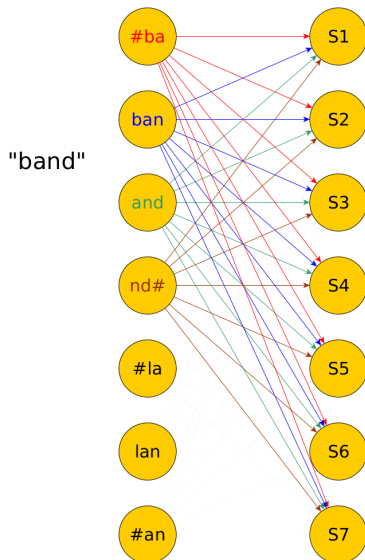 #ba S1
ban S2
"band"
and S3
nd# S4
#la S5
lan S6
#an S7